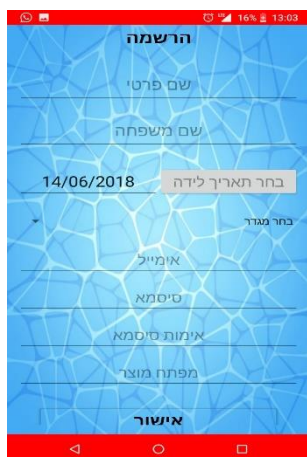 16% 13:03
הרשמה
שם פרטי
שם משפחה
בחר תאריך לידה 14/06/2018
בחר מגדר
אימייל
סיסמא
אימות סיסמא
מפתח מוצר
אישור